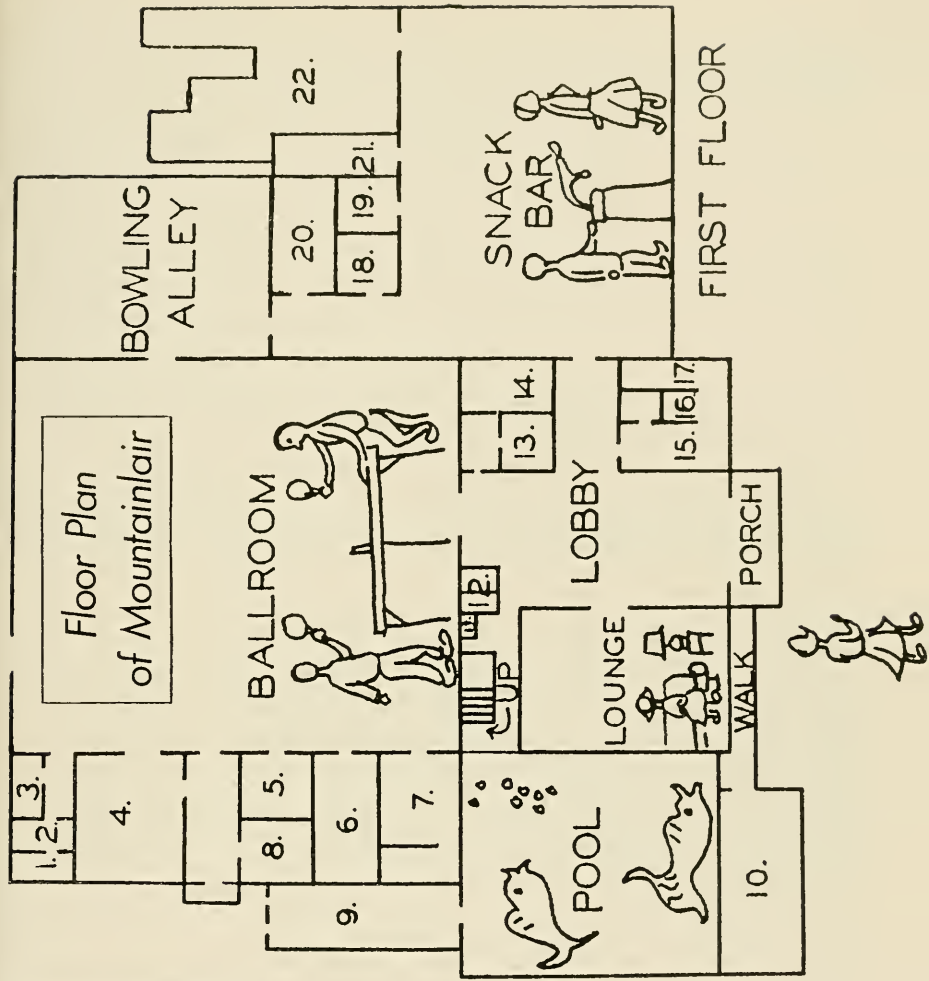 Floor Plan
of Mountainlair
1.
2.
3.
4.
5.
8.
6.
7.
9.
BALLROOM
BOWLING
ALLEY
20.
18.
19.
21.
22.
SNACK
BAR
12.
UP
13.
14.
LOBBY
15.
16.
17.
LOUNGE
POOL
10.
WALK
PORCH
FIRST FLOOR